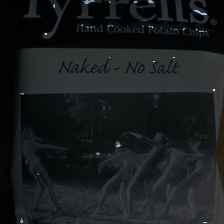 Tyrrells.
Hand Cooked Potato Chips
Naked - No Salt